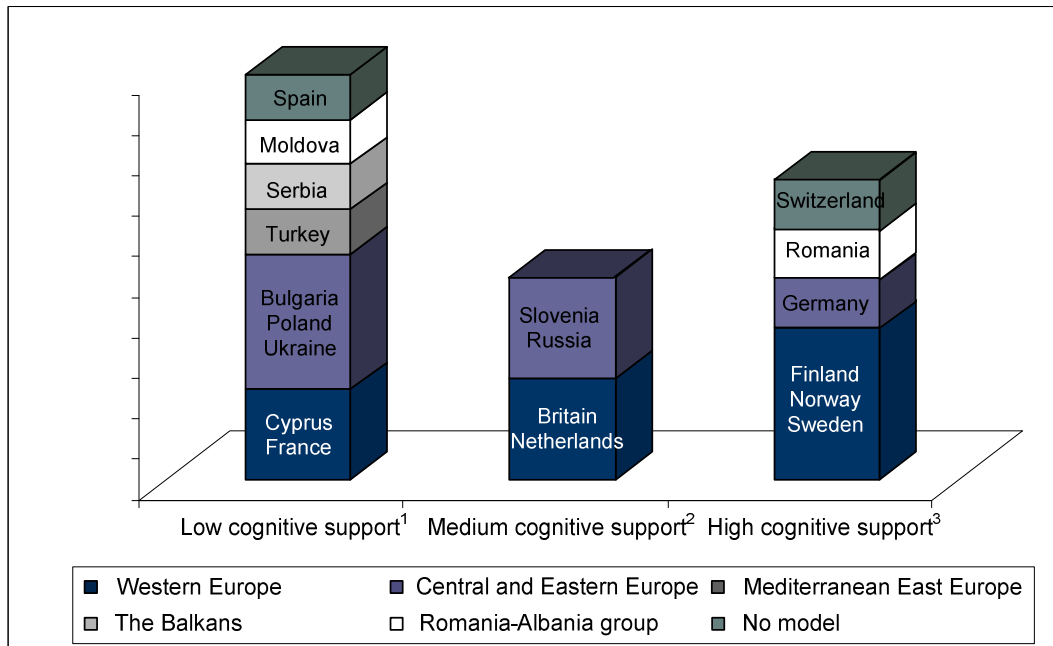 Spain
Moldova
Serbia
Turkey
Bulgaria
Poland
Ukraine
Cyprus
France
Slovenia
Russia
Britain
Netherlands
Switzerland
Romania
Germany
Finland
Norway
Sweden
Low cognitive support¹ Medium cognitive support² High cognitive support³
Western Europe Central and Eastern Europe Mediterranean East Europe
The Balkans Romania-Albania group No model